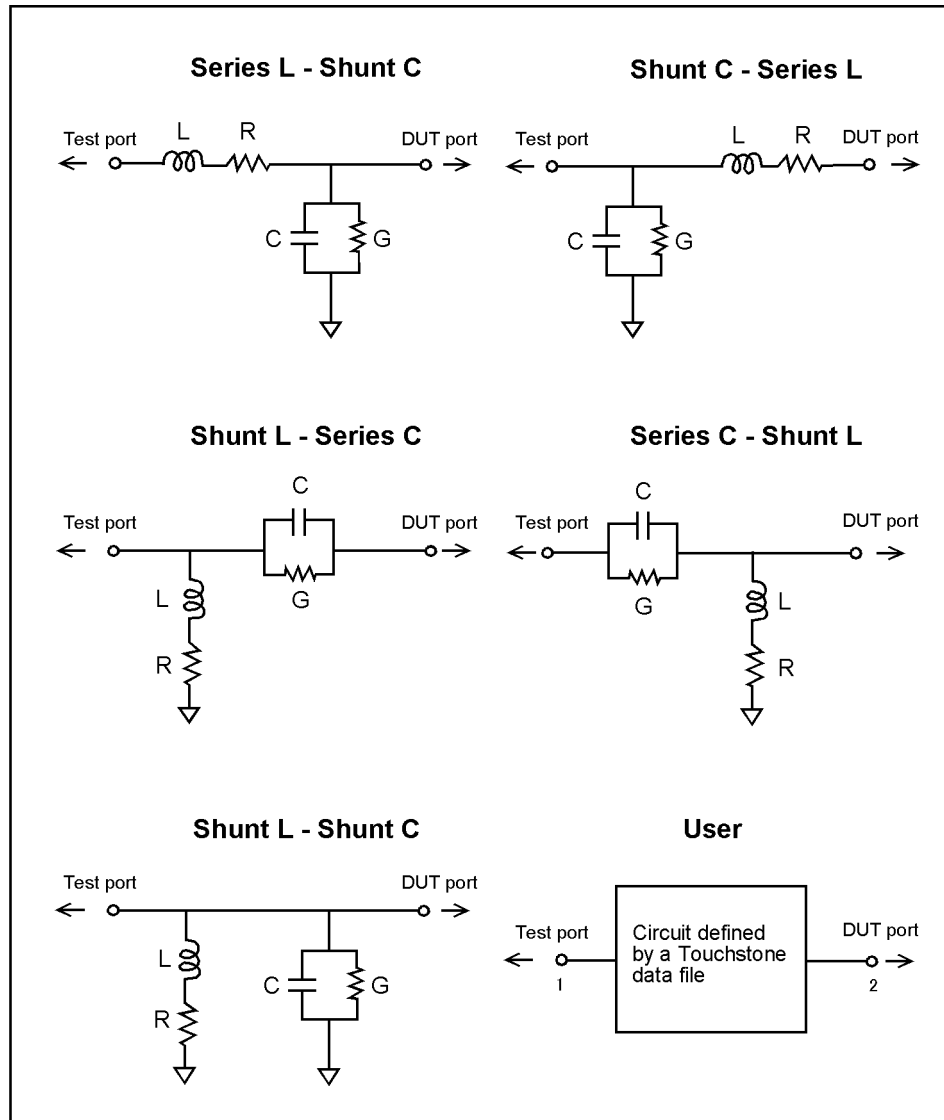 Series L - Shunt C
Test port
L
R
DUT port
C
G
Shunt C - Series L
Test port
L
R
DUT port
C
G
Shunt L - Series C
Test port
C
DUT port
G
L
R
Series C - Shunt L
Test port
C
DUT port
G
L
R
Shunt L - Shunt C
Test port
DUT port
L
R
C
G
User
Test port
Circuit defined
by a Touchstone
data file
DUT port
1
2